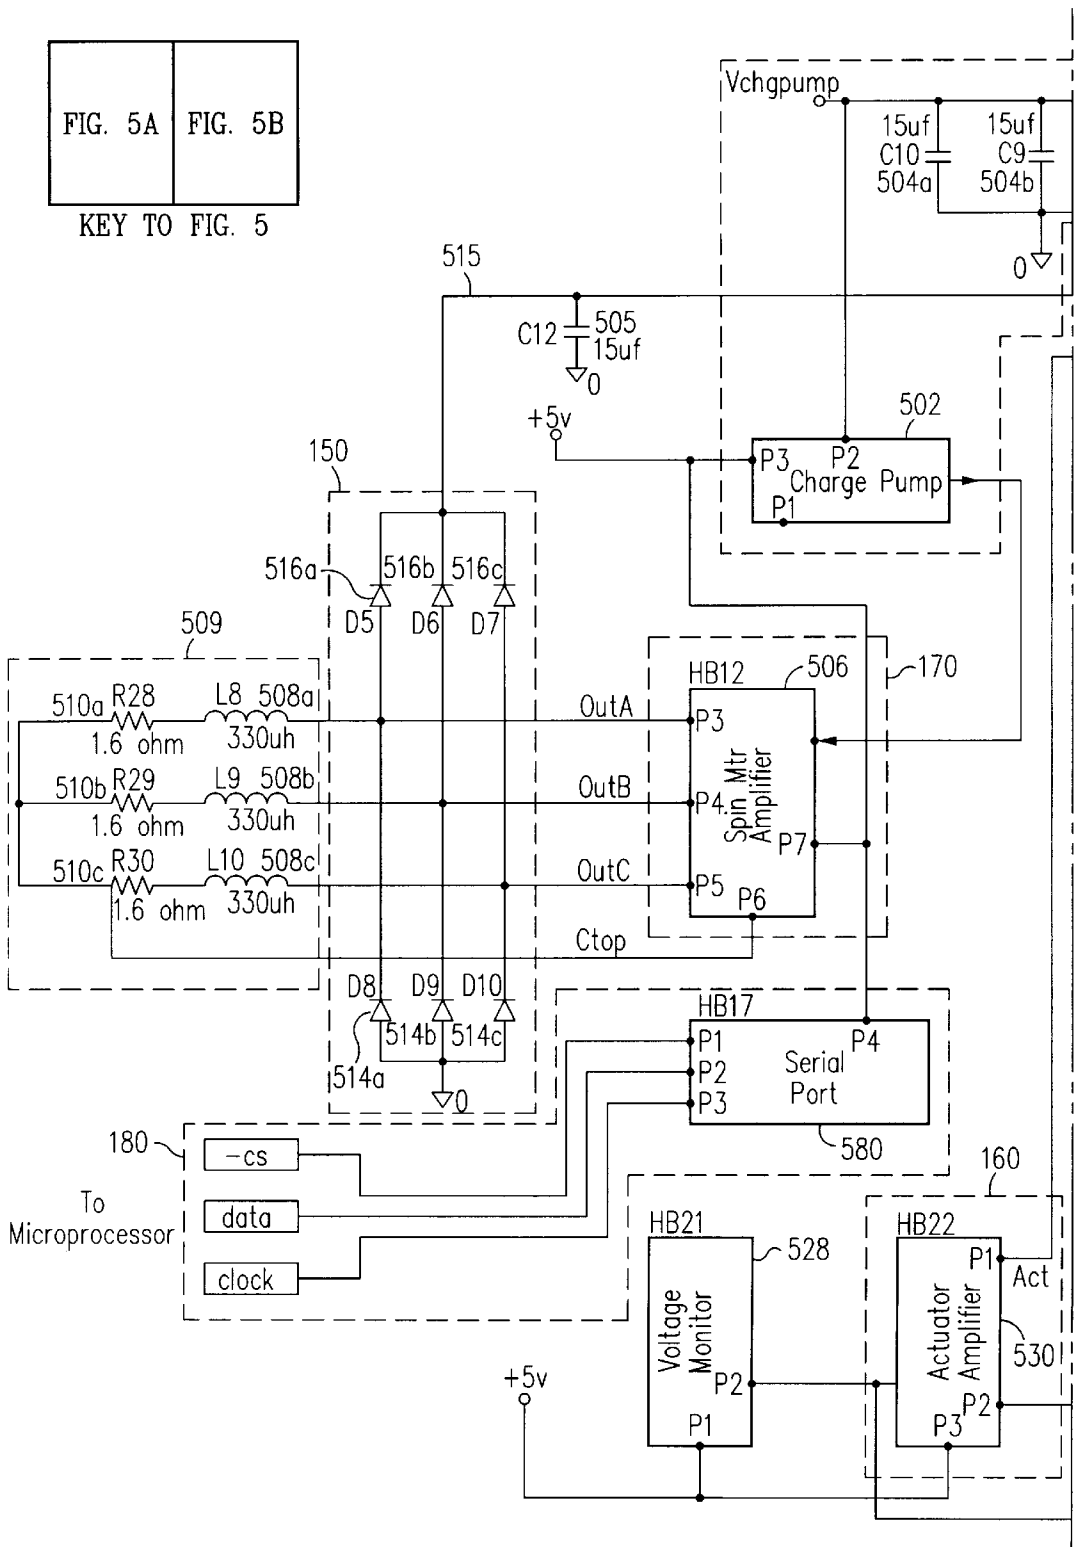 FIG. 5A FIG. 5B
KEY TO FIG. 5
Vchgpump
15uf
C10
504a
15uf
C9
504b
0
515
C12
505
15uf
0
+5v
502
P3
P2
Charge Pump
P1
150
516a
516b
516c
D5
D6
D7
509
510a
R28
1.6 ohm
L8
508a
330uh
510b
R29
1.6 ohm
L9
508b
330uh
510c
R30
1.6 ohm
L10
508c
330uh
OutA
OutB
OutC
Ctop
HB12
506
170
P3
P4
P5
Spin Mtr
Amplifier
P7
P6
D8
D9
D10
514a
514b
514c
0
HB17
P1
P2
P3
P4
Serial
Port
580
180
-cs
data
clock
To
Microprocessor
HB21
528
Voltage
Monitor
P2
P1
+5v
160
HB22
P1
Act
Actuator
Amplifier
530
P2
P3